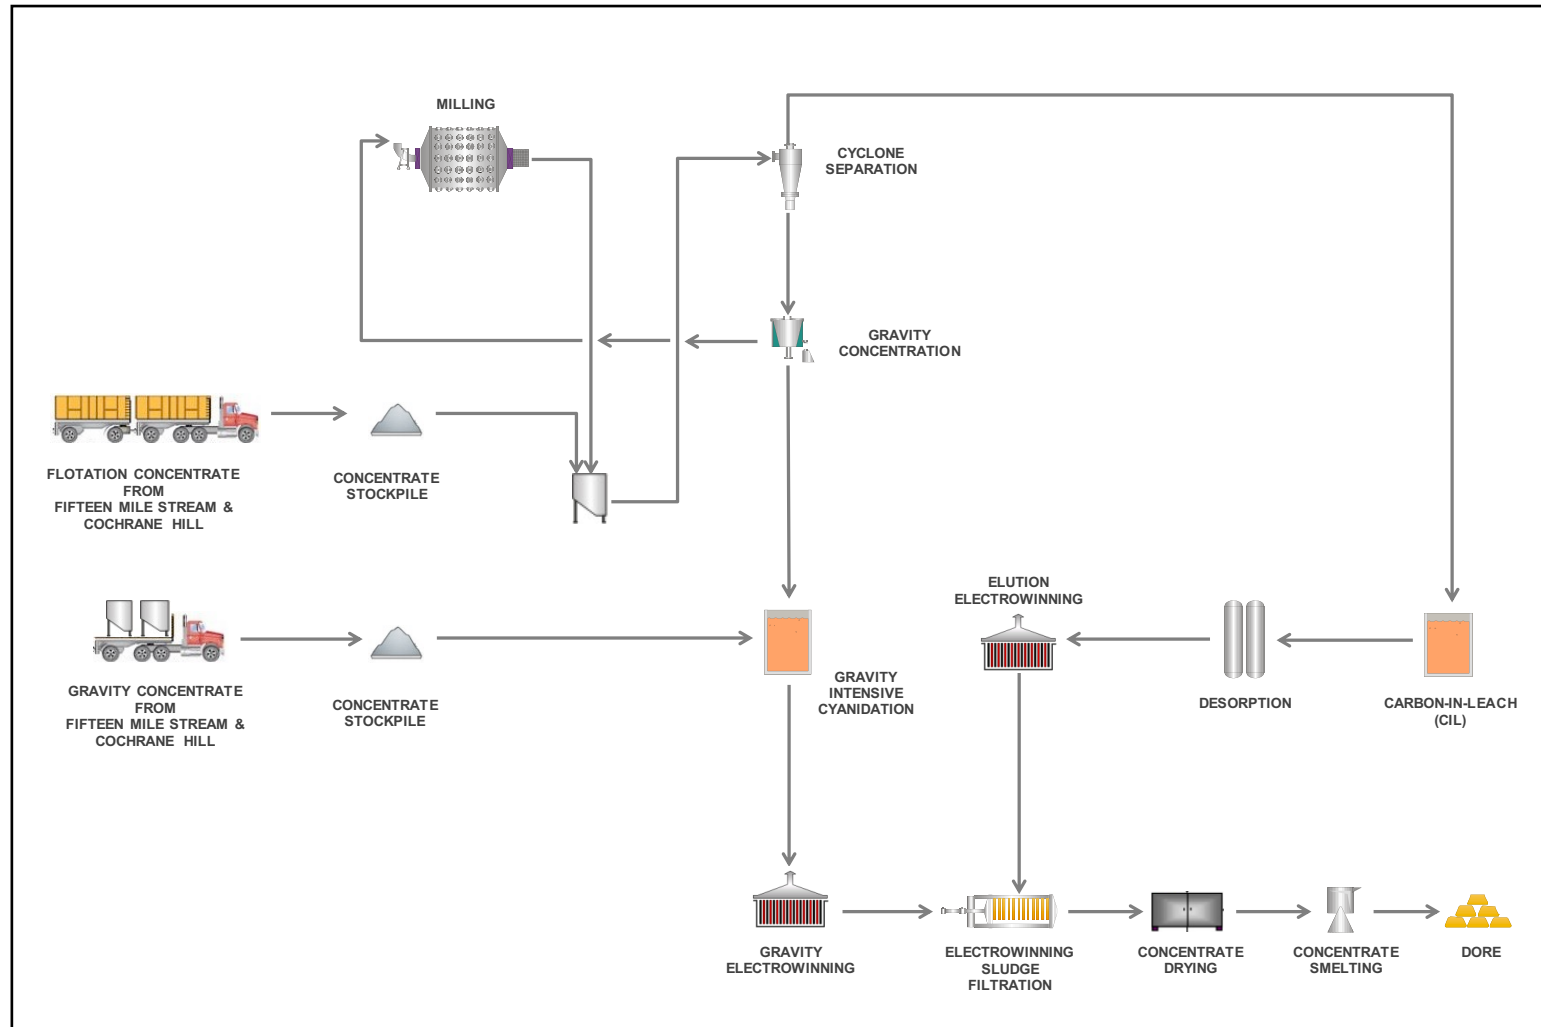 MILLING
CYCLONE
SEPARATION
GRAVITY
CONCENTRATION
FLOTATION CONCENTRATE
FROM
FIFTEEN MILE STREAM &
COCHRANE HILL
CONCENTRATE
STOCKPILE
ELUTION
ELECTROWINNING
GRAVITY CONCENTRATE
FROM
FIFTEEN MILE STREAM &
COCHRANE HILL
CONCENTRATE
STOCKPILE
GRAVITY
INTENSIVE
CYANIDATION
DESORPTION
CARBON-IN-LEACH
(CIL)
GRAVITY
ELECTROWINNING
ELECTROWINNING
SLUDGE
FILTRATION
CONCENTRATE
DRYING
CONCENTRATE
SMELTING
DORE